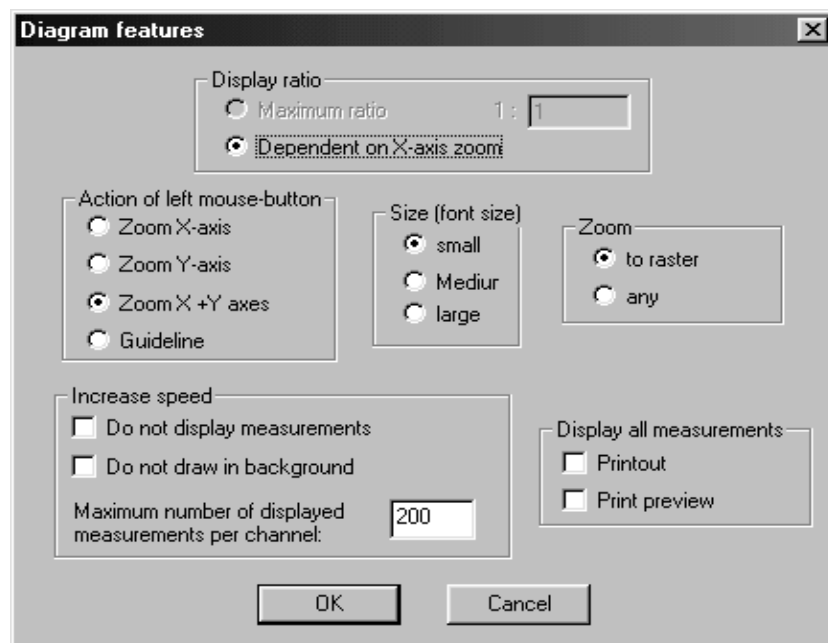 Diagram features
Display ratio
Maximum ratio 1 : 1
Dependent on X-axis zoom
Action of left mouse-button
Zoom X-axis
Zoom Y-axis
Zoom X +Y axes
Guideline
Size (font size)
small
Mediur
large
Zoom
to raster
any
Increase speed
Do not display measurements
Do not draw in background
Maximum number of displayed 200
measurements per channel:
Display all measurements
Printout
Print preview
OK Cancel